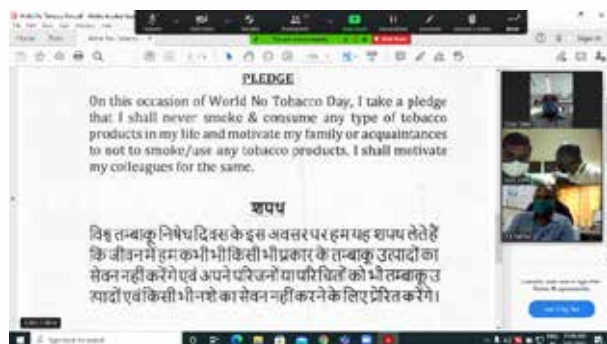 PLEDGE
On this occasion of World No Tobacco Day, I take a pledge
that I shall never smoke & consume any type of tobacco
products in my life and motivate my family or acquaintances
to not to smoke/use any tobacco products. I shall motivate
my colleagues for the same.
शपथ
विश्व तम्बाकू निषेध दिवस के इस अवसर पर हम यह शपथ लेते हैं
कि जीवन में हम कभी भी किसी भी प्रकार के तम्बाकू उत्पादों का
सेवन नहीं करेंगे एवं अपने परिजनों या परिचितों को भी तम्बाकू उ
त्पादों एवं किसी भी नशे का सेवन नहीं करने के लिए प्रेरित करेंगे।